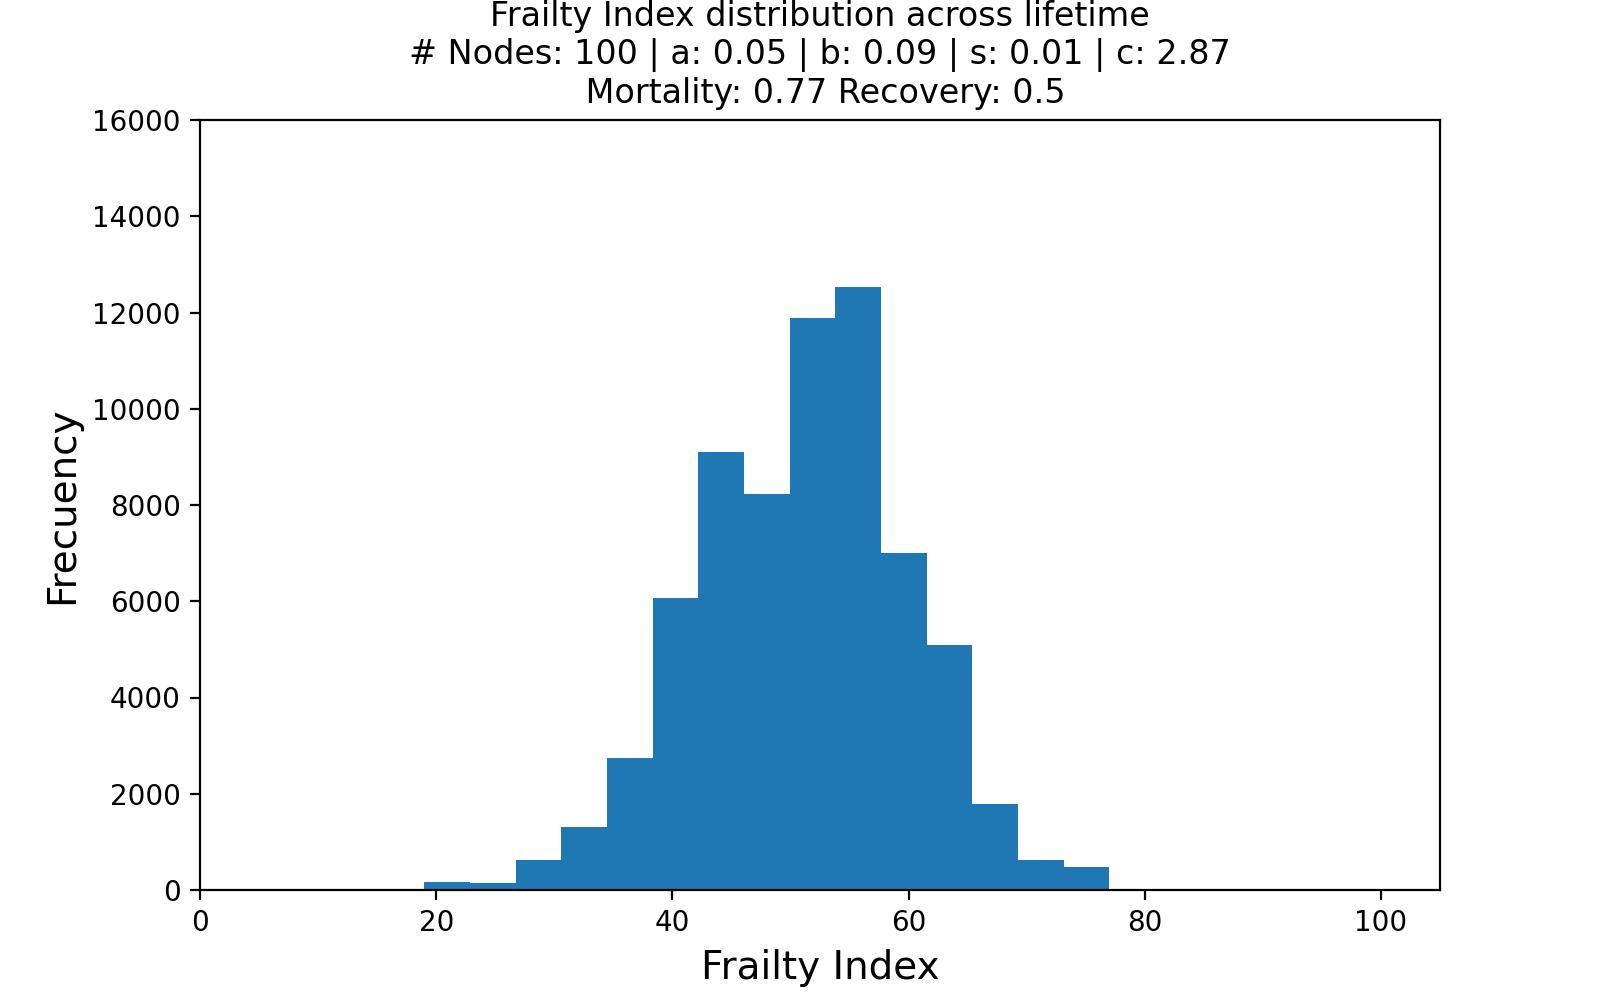 Frailty Index distribution across lifetime
# Nodes: 100 | a: 0.05 | b: 0.09 | s: 0.01 | c: 2.87
Mortality: 0.77 Recovery: 0.5
16000
14000
12000
10000
8000
6000
4000
2000
0
Frecuency
0 20 40 60 80 100
Frailty Index